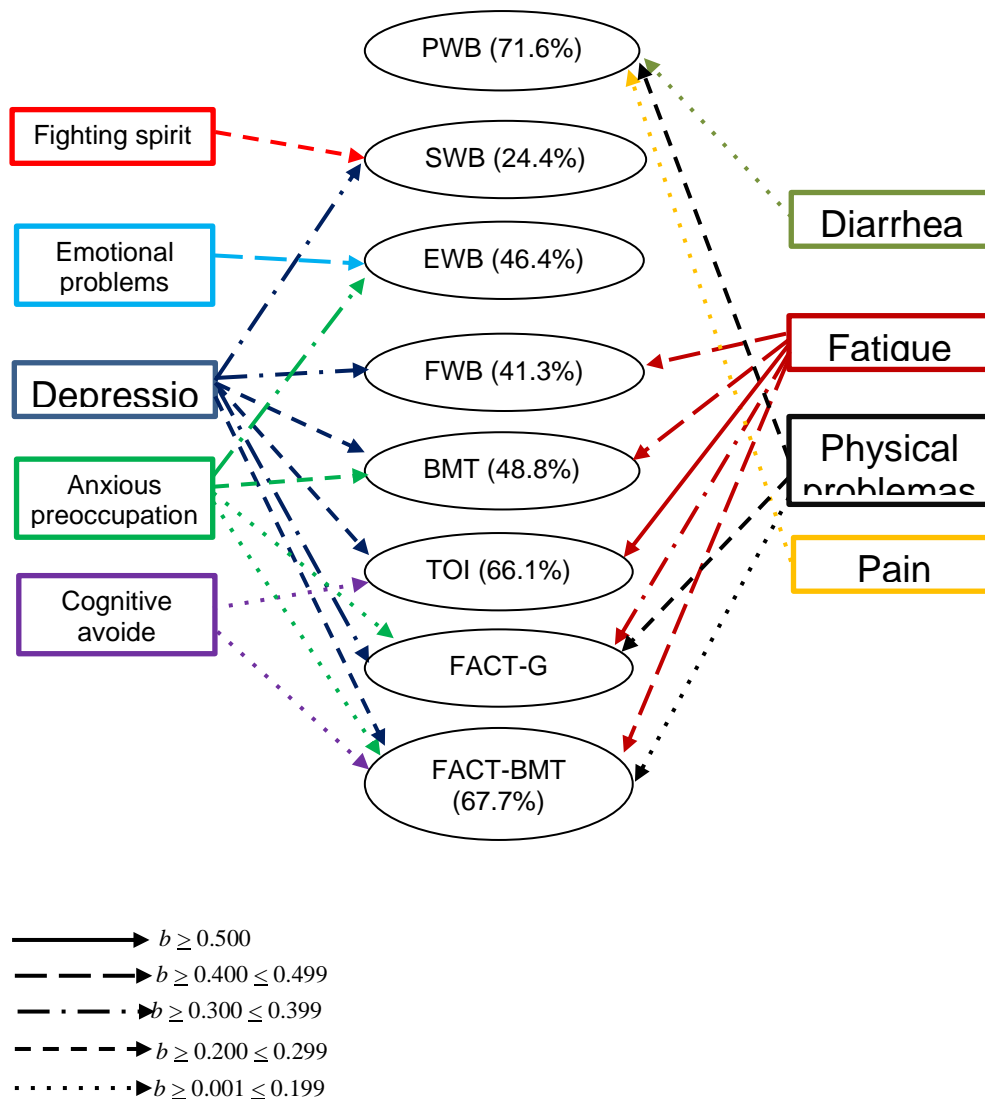 PWB (71.6%)
Fighting spirit
SWB (24.4%)
Diarrhea
Emotional
problems
EWB (46.4%)
Fatigue
FWB (41.3%)
Depressio
Physical
problemas
BMT (48.8%)
Anxious
preoccupation
Pain
TOI (66.1%)
Cognitive
avoide
FACT-G
FACT-BMT
(67.7%)
b ≥ 0.500
b ≥ 0.400 ≤ 0.499
b ≥ 0.300 ≤ 0.399
b ≥ 0.200 ≤ 0.299
b ≥ 0.001 ≤ 0.199